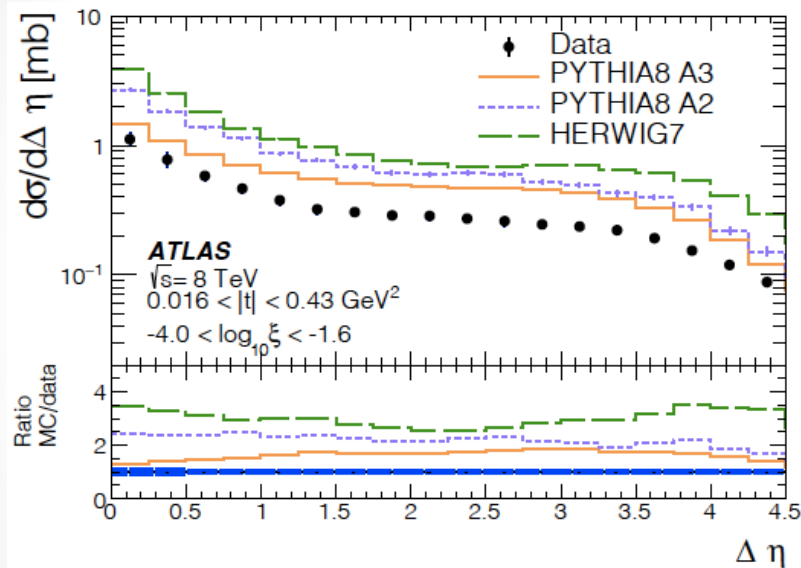 dσ/dΔ η [mb]
10
1
10⁻¹
Data
PYTHIA8 A3
PYTHIA8 A2
HERWIG7
ATLAS
√s= 8 TeV
0.016 < |t| < 0.43 GeV²
-4.0 < log₁₀ξ < -1.6
Ratio
MC/data
4
2
0
0 0.5 1 1.5 2 2.5 3 3.5 4 4.5
Δ η